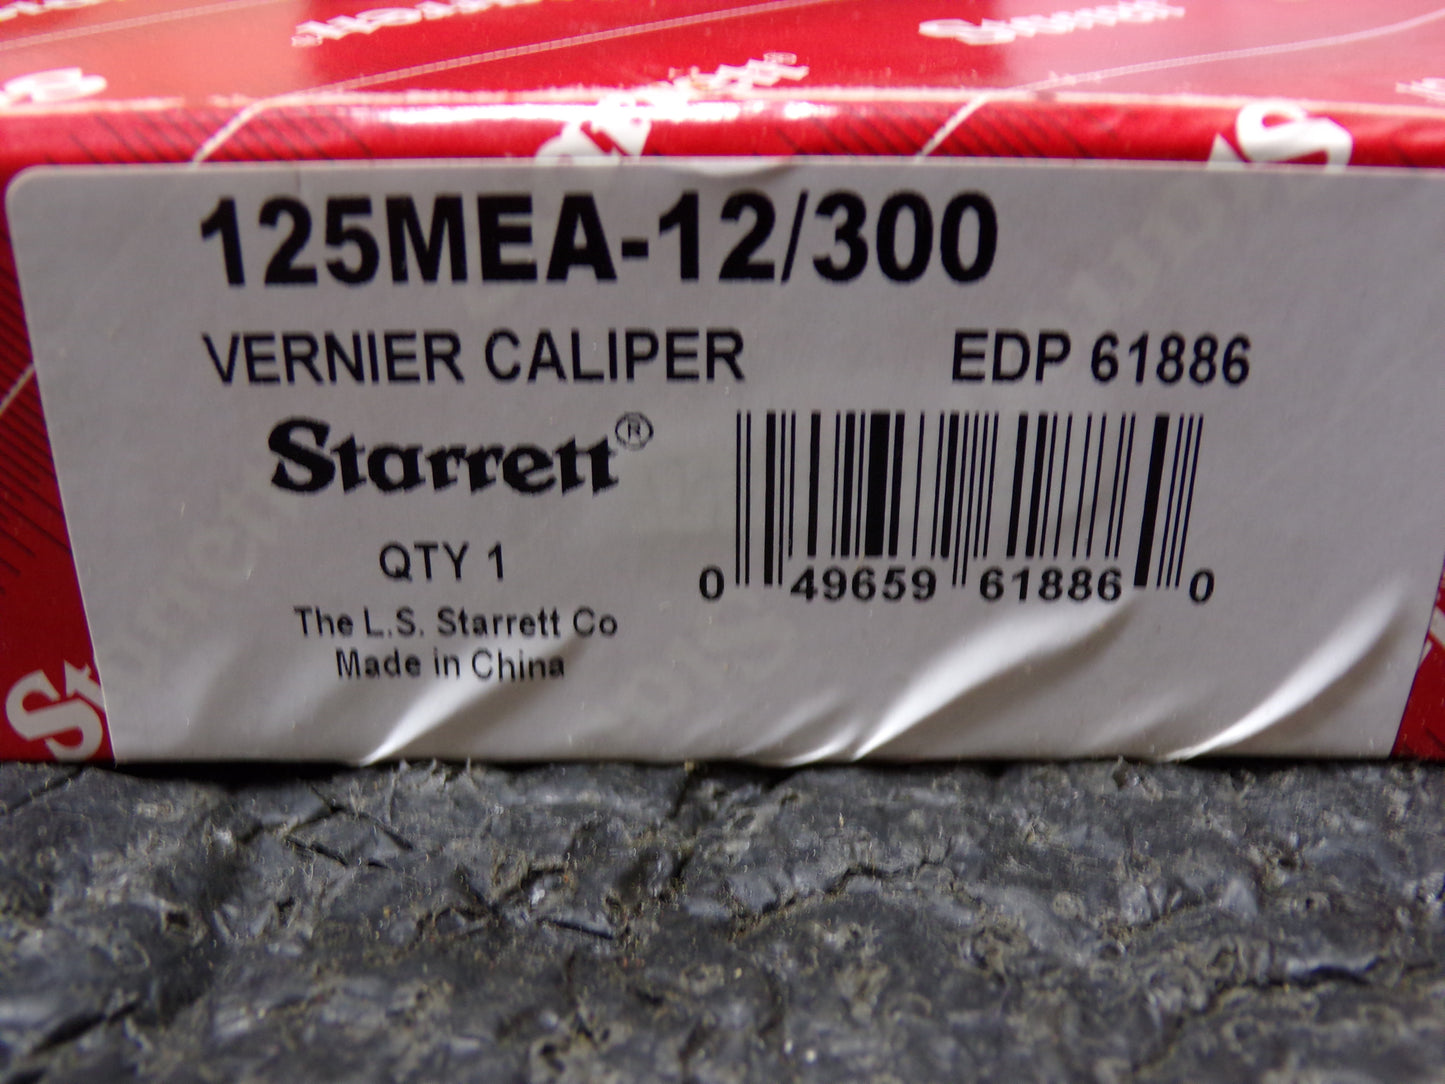 Starrett
125MEA-12/300
VERNIER CALIPER EDP 61886
Starrett®
QTY 1
0 49659 61886 0
The L.S. Starrett Co
Made in China